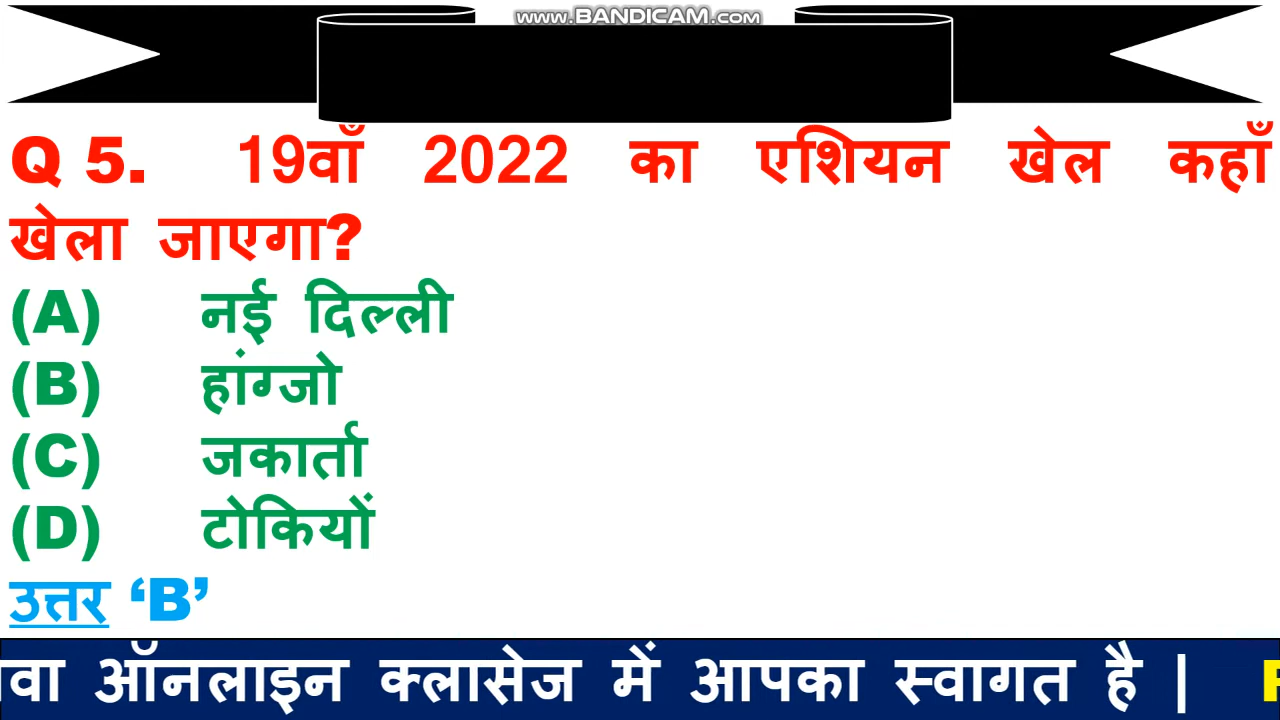 www.BANDICAM.com
Q 5. 19वाँ 2022 का एशियन खेल कहाँ
खेला जाएगा?
(A) नई दिल्ली
(B) हांग्जो
(C) जकार्ता
(D) टोकियों
उत्तर ‘B’
ऑनलाइन क्लासेज में आपका स्वागत है |